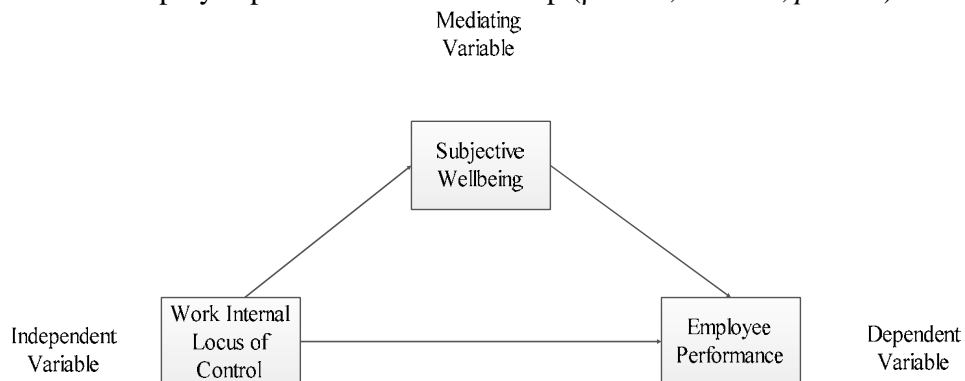 Mediating
Variable
Subjective
Wellbeing
Work Internal
Locus of
Control
Independent
Variable
Employee
Performance
Dependent
Variable